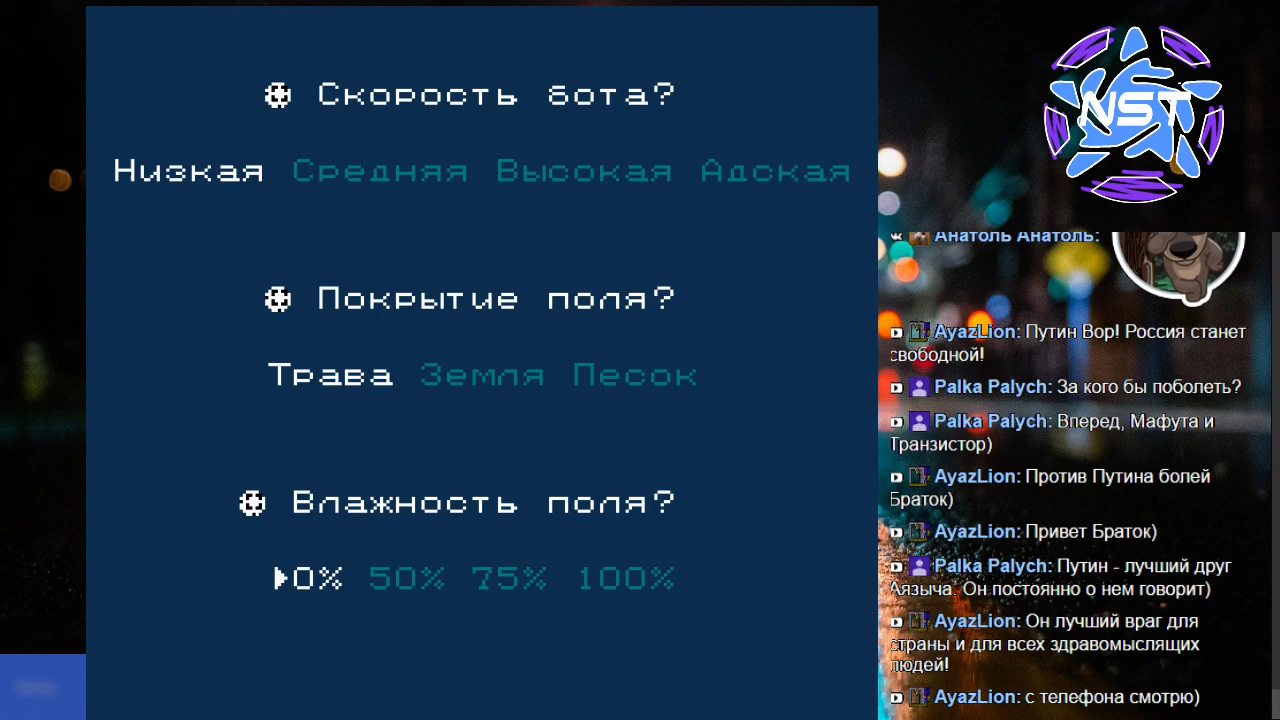 Скорость бота?
Низкая Средняя Высокая Адская
Покрытие поля?
Трава Земля Песок
Влажность поля?
0% 50% 75% 100%
NST
Анатоль Анатоль:
AyazLion: Путин Вор! Россия станет
свободной!
Palka Palych: За кого бы поболеть?
Palka Palych: Вперед, Мафута и
Транзистор)
AyazLion: Против Путина болей
Браток)
AyazLion: Привет Браток)
Palka Palych: Путин - лучший друг
Аязыча. Он постоянно о нем говорит)
AyazLion: Он лучший враг для
страны и для всех здравомыслящих
людей!
AyazLion: с телефона смотрю)